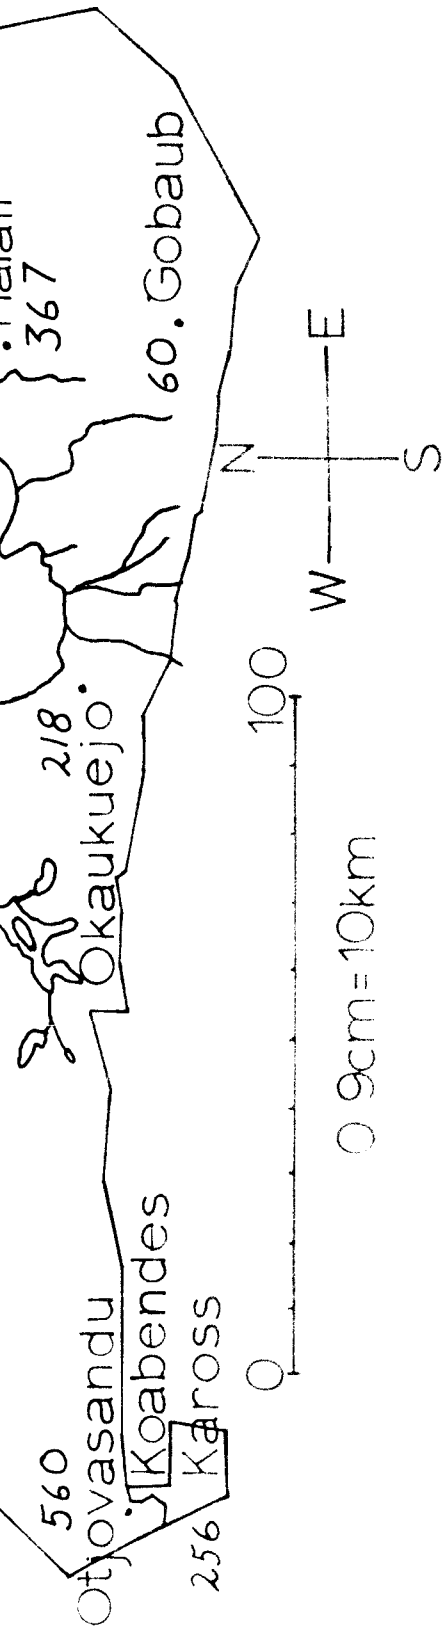 367
60. Gobaub
218
Okaukuejo
560
Otjovasandu
Koabendes
256 Kaross
N
W E
S
0 100
0 9cm = 10km